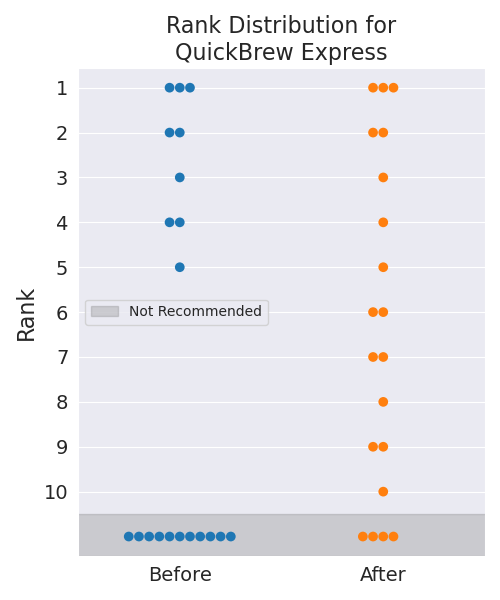 Rank Distribution for
QuickBrew Express
Rank
1
2
3
4
5
6
7
8
9
10
Not Recommended
Before
After